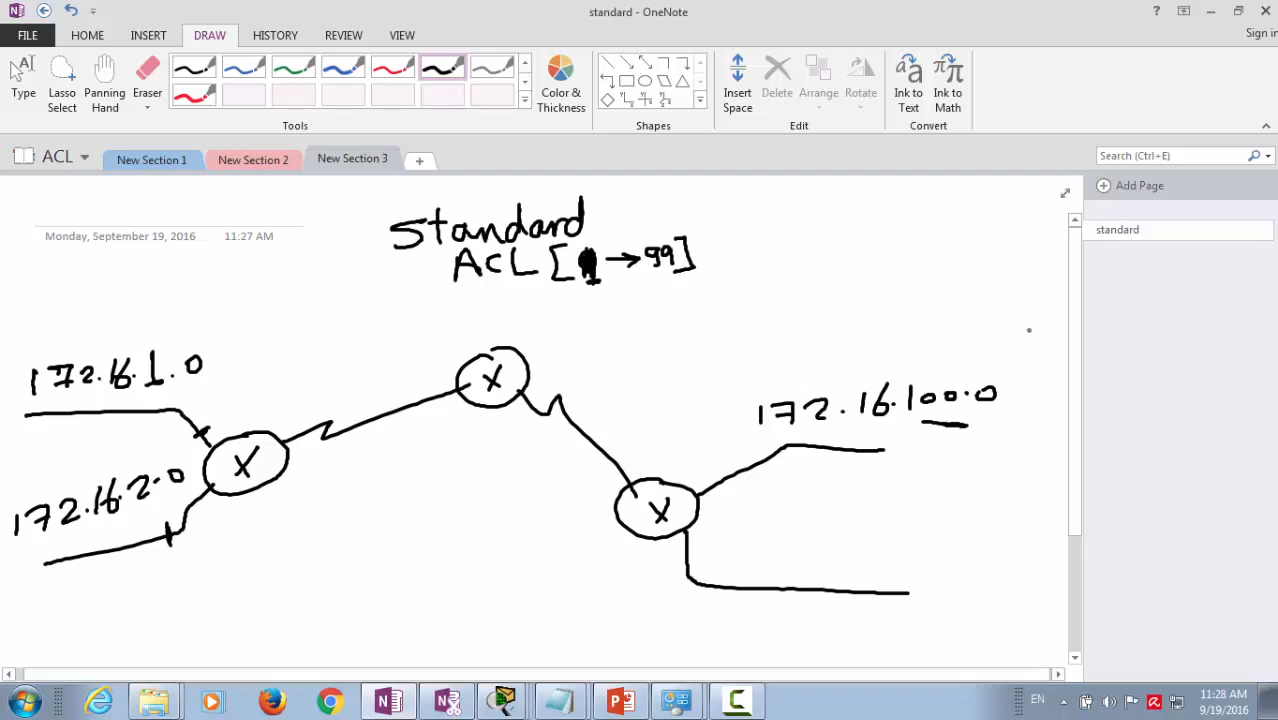 standard - OneNote
?
FILE
HOME
INSERT
DRAW
HISTORY
REVIEW
VIEW
Sign in
Type
Lasso
Select
Panning
Hand
Eraser
Color &
Thickness
Insert
Space
Delete
Arrange
Rotate
Ink to
Text
Ink to
Math
Tools
Shapes
Edit
Convert
ACL
New Section 1
New Section 2
New Section 3
Search (Ctrl+E)
Add Page
standard
Monday, September 19, 2016 11:27 AM
standard
ACL [1 → 99]
172.16.1.0
172.16.2.0
172.16.100.0
X
X
X
EN
11:28 AM
9/19/2016